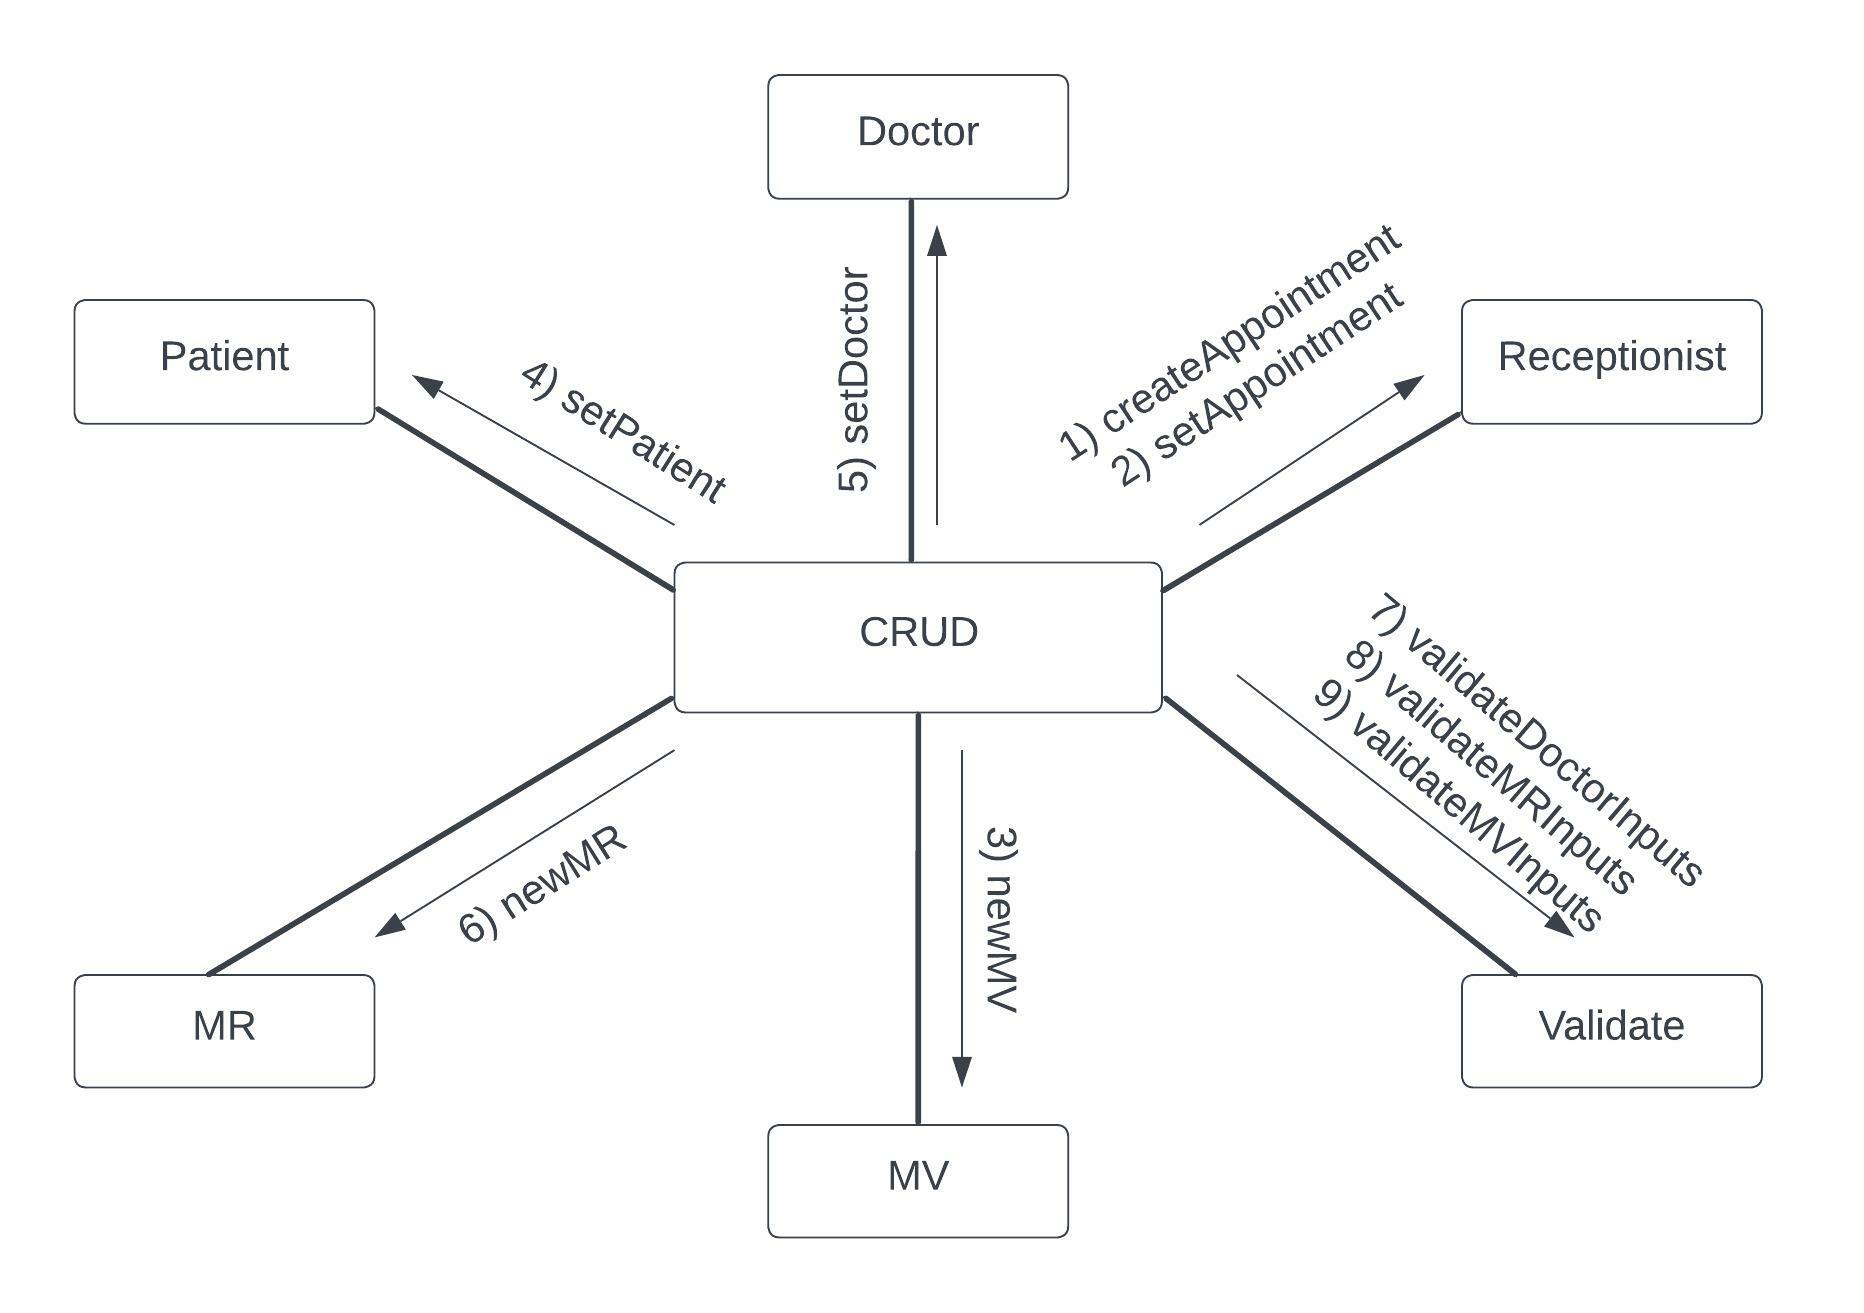 Doctor
1) createAppointment
2) setAppointment
5) setDoctor
Patient
4) setPatient
Receptionist
CRUD
7) validateDoctorInputs
8) validateMRInputs
9) validateMVInputs
6) newMR
3) newMV
MR
Validate
MV